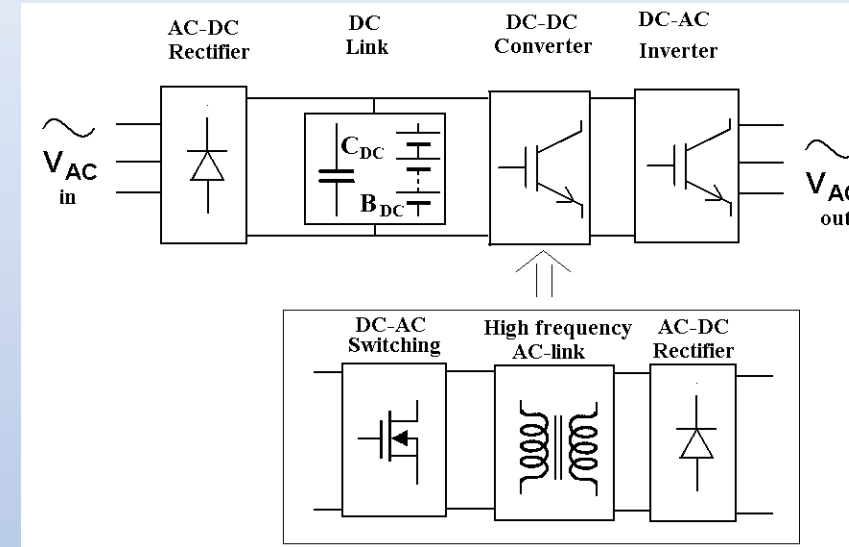 AC-DC
Rectifier
DC
Link
DC-DC
Converter
DC-AC
Inverter
V AC
in
C DC
B DC
V AC
out
DC-AC
Switching
High frequency
AC-link
AC-DC
Rectifier